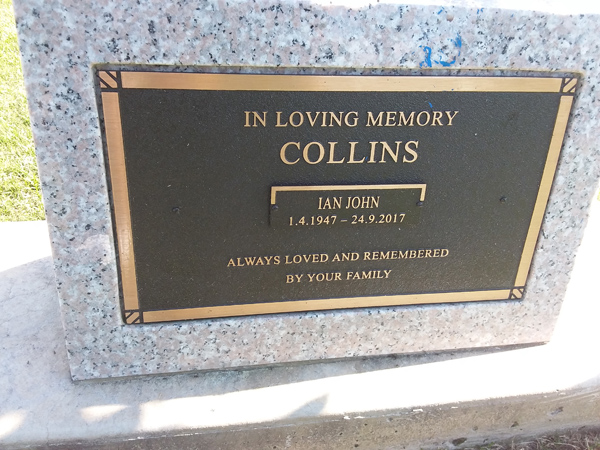 IN LOVING MEMORY
COLLINS
IAN JOHN
1.4.1947 – 24.9.2017
ALWAYS LOVED AND REMEMBERED
BY YOUR FAMILY